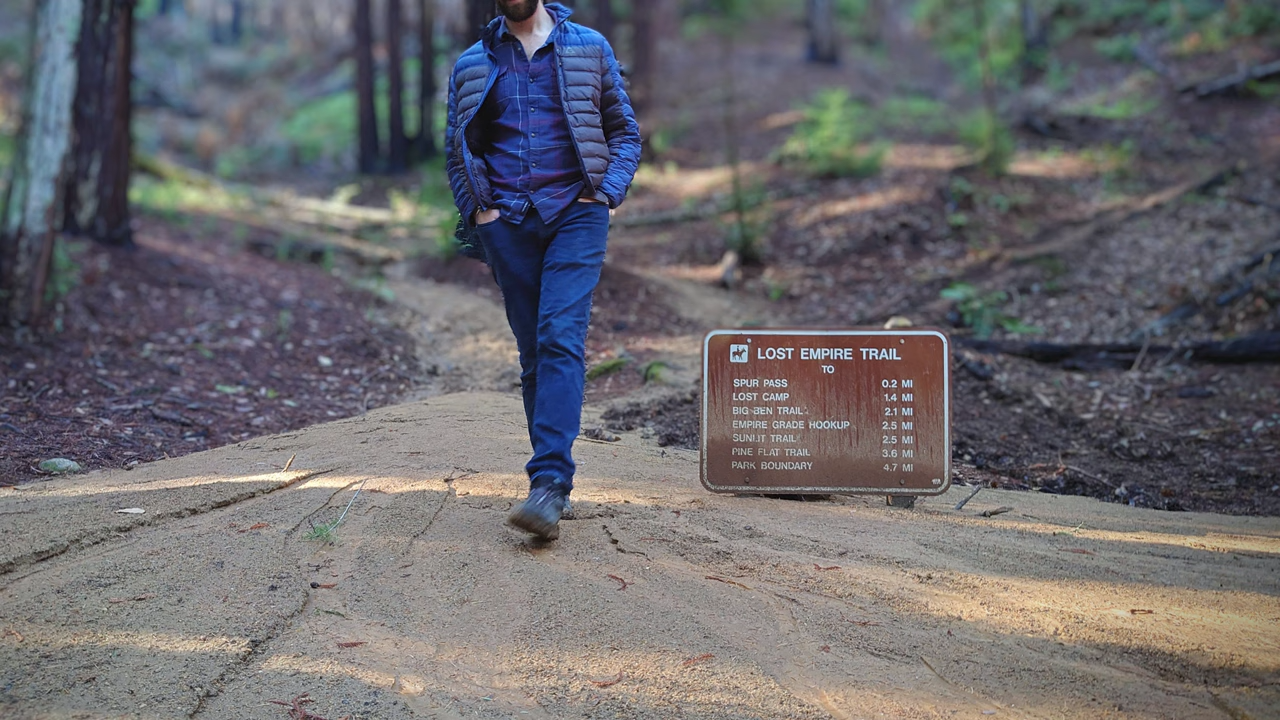 LOST EMPIRE TRAIL
TO
SPUR PASS 0.2 MI
LOST CAMP 1.4 MI
BIG BEN TRAIL 2.1 MI
EMPIRE GRADE HOOKUP 2.5 MI
SUNLIT TRAIL 2.5 MI
PINE FLAT TRAIL 3.6 MI
PARK BOUNDARY 4.7 MI